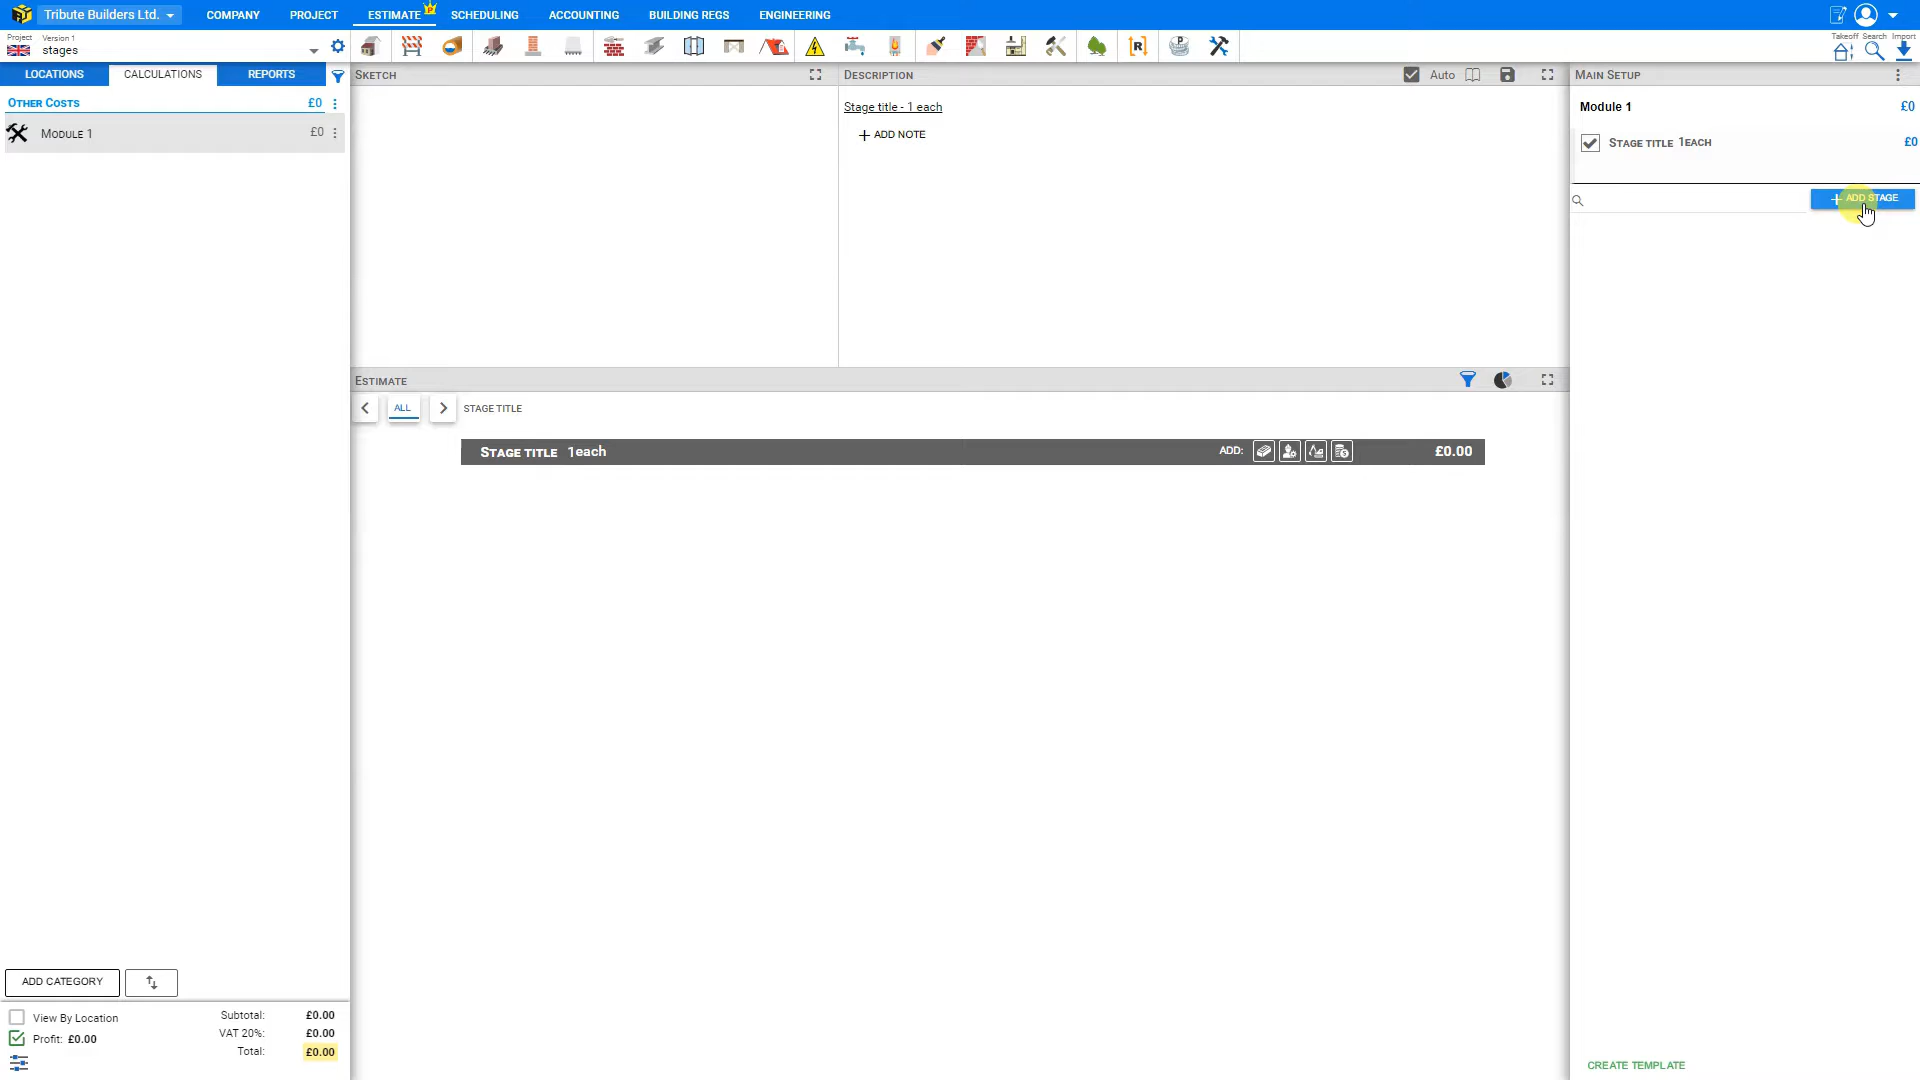 Tribute Builders Ltd. COMPANY PROJECT ESTIMATE P SCHEDULING ACCOUNTING BUILDING REGS ENGINEERING
Project Version 1
stages
Takeoff Search Import
LOCATIONS CALCULATIONS REPORTS
OTHER COSTS £0
MODULE 1 £0
SKETCH
DESCRIPTION Auto
Stage title - 1 each
ADD NOTE
MAIN SETUP
Module 1 £0
STAGE TITLE 1EACH £0
ADD STAGE
ESTIMATE
ALL STAGE TITLE
STAGE TITLE 1each ADD: £0.00
ADD CATEGORY
View By Location
Profit: £0.00
Subtotal: £0.00
VAT 20%: £0.00
Total: £0.00
CREATE TEMPLATE